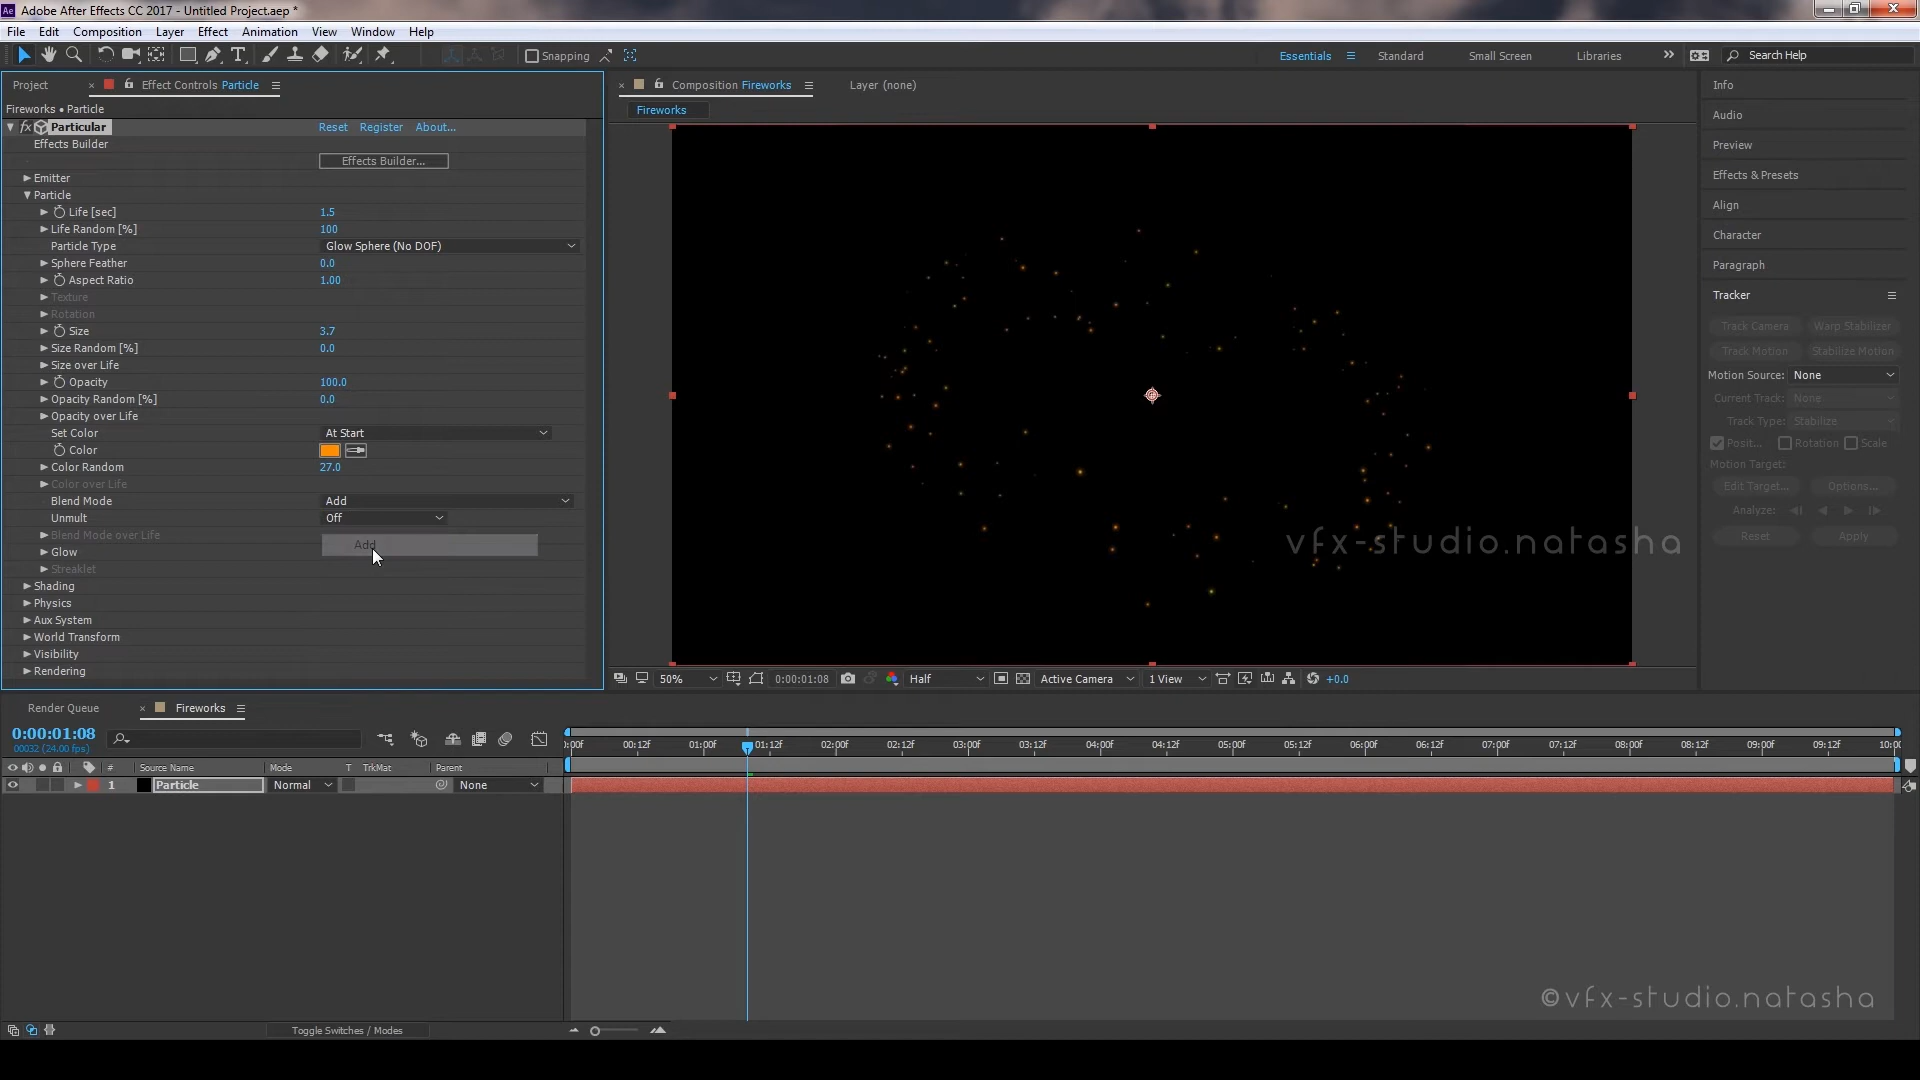 Adobe After Effects CC 2017 - Untitled Project.aep *
File Edit Composition Layer Effect Animation View Window Help
Snapping Essentials Standard Small Screen Libraries Search Help
Project Effect Controls Particle Composition Fireworks Layer (none)
Fireworks • Particle
Fireworks
fx Particular Reset Register About...
Effects Builder
Effects Builder...
Emitter
Particle
Life [sec] 1.5
Life Random [%] 100
Particle Type Glow Sphere (No DOF)
Sphere Feather 0.0
Aspect Ratio 1.00
Texture
Rotation
Size 3.7
Size Random [%] 0.0
Size over Life
Opacity 100.0
Opacity Random [%] 0.0
Opacity over Life
Set Color At Start
Color
Color Random 27.0
Color over Life
Blend Mode Add
Unmult Off
Blend Mode over Life
Add
Glow
Streaklet
Shading
Physics
Aux System
World Transform
Visibility
Rendering
vfx-studio.natasha
50% 0:00:01:08 Half Active Camera 1 View +0.0
Info
Audio
Preview
Effects & Presets
Align
Character
Paragraph
Tracker
Track Camera Warp Stabilizer
Track Motion Stabilize Motion
Motion Source: None
Current Track: None
Track Type: Stabilize
Posit... Rotation Scale
Motion Target:
Edit Target... Options...
Analyze:
Reset Apply
Render Queue Fireworks
0:00:01:08
00032 (24.00 fps)
:00f 00:12f 01:00f 01:12f 02:00f 02:12f 03:00f 03:12f 04:00f 04:12f 05:00f 05:12f 06:00f 06:12f 07:00f 07:12f 08:00f 08:12f 09:00f 09:12f 10:00
# Source Name Mode T TrkMat Parent
1 Particle Normal None
©vfx-studio.natasha
Toggle Switches / Modes